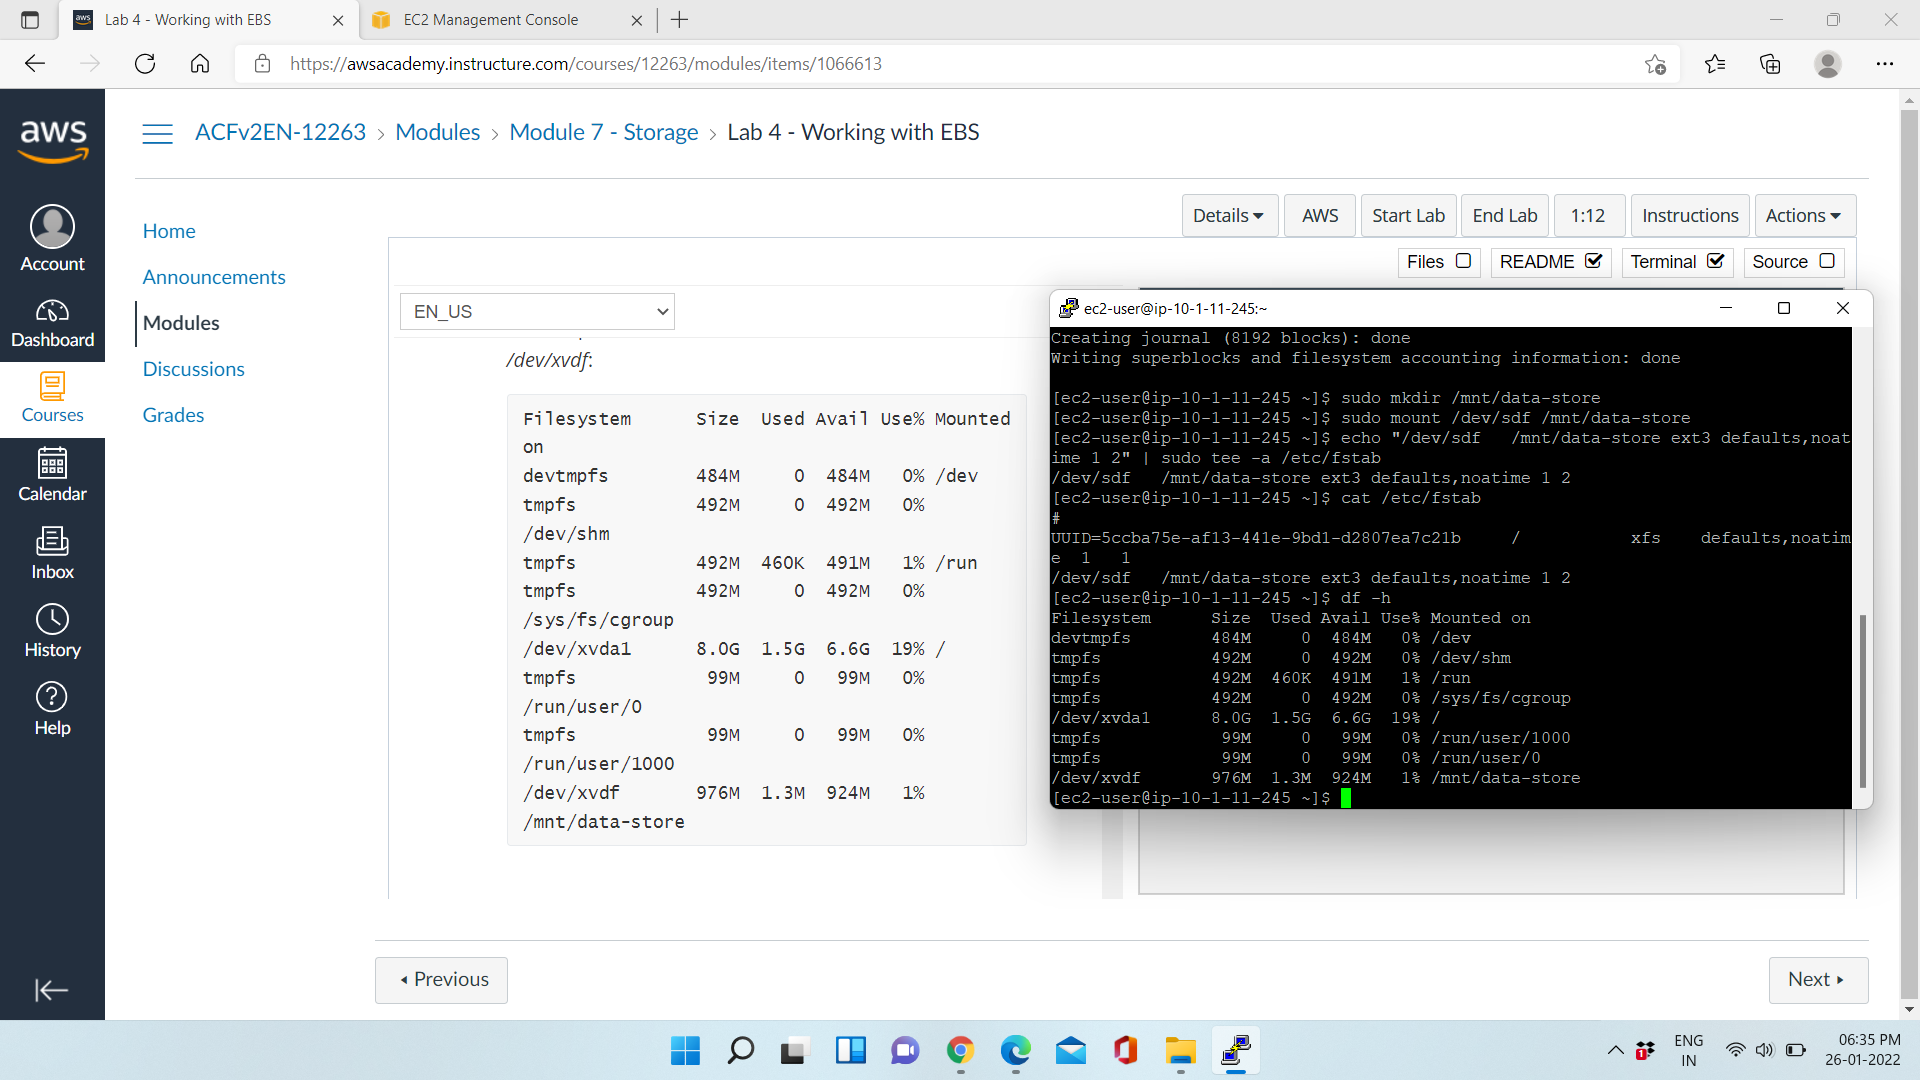 Lab 4 - Working with EBS
EC2 Management Console
https://awsacademy.instructure.com/courses/12263/modules/items/1066613
aws
Account
Dashboard
Courses
Calendar
Inbox
History
Help
ACFv2EN-12263 › Modules › Module 7 - Storage › Lab 4 - Working with EBS
Home
Announcements
Modules
Discussions
Grades
Details AWS Start Lab End Lab 1:12 Instructions Actions
Files README Terminal Source
EN_US
/dev/xvdf:
Filesystem      Size  Used Avail Use% Mounted
on
devtmpfs        484M     0  484M   0% /dev
tmpfs           492M     0  492M   0%
/dev/shm
tmpfs           492M  460K  491M   1% /run
tmpfs           492M     0  492M   0%
/sys/fs/cgroup
/dev/xvda1      8.0G  1.5G  6.6G  19% /
tmpfs            99M     0   99M   0%
/run/user/0
tmpfs            99M     0   99M   0%
/run/user/1000
/dev/xvdf       976M  1.3M  924M   1%
/mnt/data-store
ec2-user@ip-10-1-11-245:~
Creating journal (8192 blocks): done
Writing superblocks and filesystem accounting information: done
[ec2-user@ip-10-1-11-245 ~]$ sudo mkdir /mnt/data-store
[ec2-user@ip-10-1-11-245 ~]$ sudo mount /dev/sdf /mnt/data-store
[ec2-user@ip-10-1-11-245 ~]$ echo "/dev/sdf   /mnt/data-store ext3 defaults,noat
ime 1 2" | sudo tee -a /etc/fstab
/dev/sdf   /mnt/data-store ext3 defaults,noatime 1 2
[ec2-user@ip-10-1-11-245 ~]$ cat /etc/fstab
#
UUID=5ccba75e-af13-441e-9bd1-d2807ea7c21b     /           xfs    defaults,noatim
e  1   1
/dev/sdf   /mnt/data-store ext3 defaults,noatime 1 2
[ec2-user@ip-10-1-11-245 ~]$ df -h
Filesystem      Size  Used Avail Use% Mounted on
devtmpfs        484M     0  484M   0% /dev
tmpfs           492M     0  492M   0% /dev/shm
tmpfs           492M  460K  491M   1% /run
tmpfs           492M     0  492M   0% /sys/fs/cgroup
/dev/xvda1      8.0G  1.5G  6.6G  19% /
tmpfs            99M     0   99M   0% /run/user/1000
tmpfs            99M     0   99M   0% /run/user/0
/dev/xvdf       976M  1.3M  924M   1% /mnt/data-store
[ec2-user@ip-10-1-11-245 ~]$
Previous
Next
1
ENG
IN
06:35 PM
26-01-2022